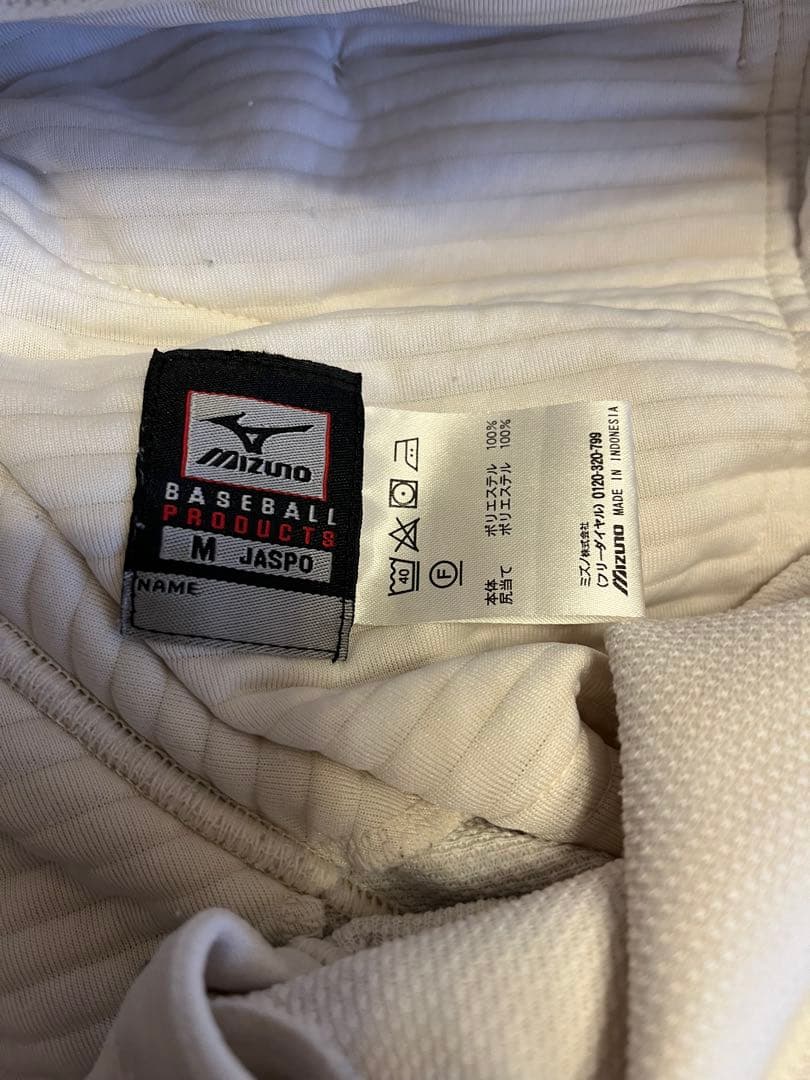 MIZUNO
BASEBALL
PRODUCTS
M JASPO
NAME
40
F
本体 ポリエステル 100%
尻当て ポリエステル 100%
ミズノ株式会社
(フリーダイヤル) 0120-320-799
MIZUNO MADE IN INDONESIA